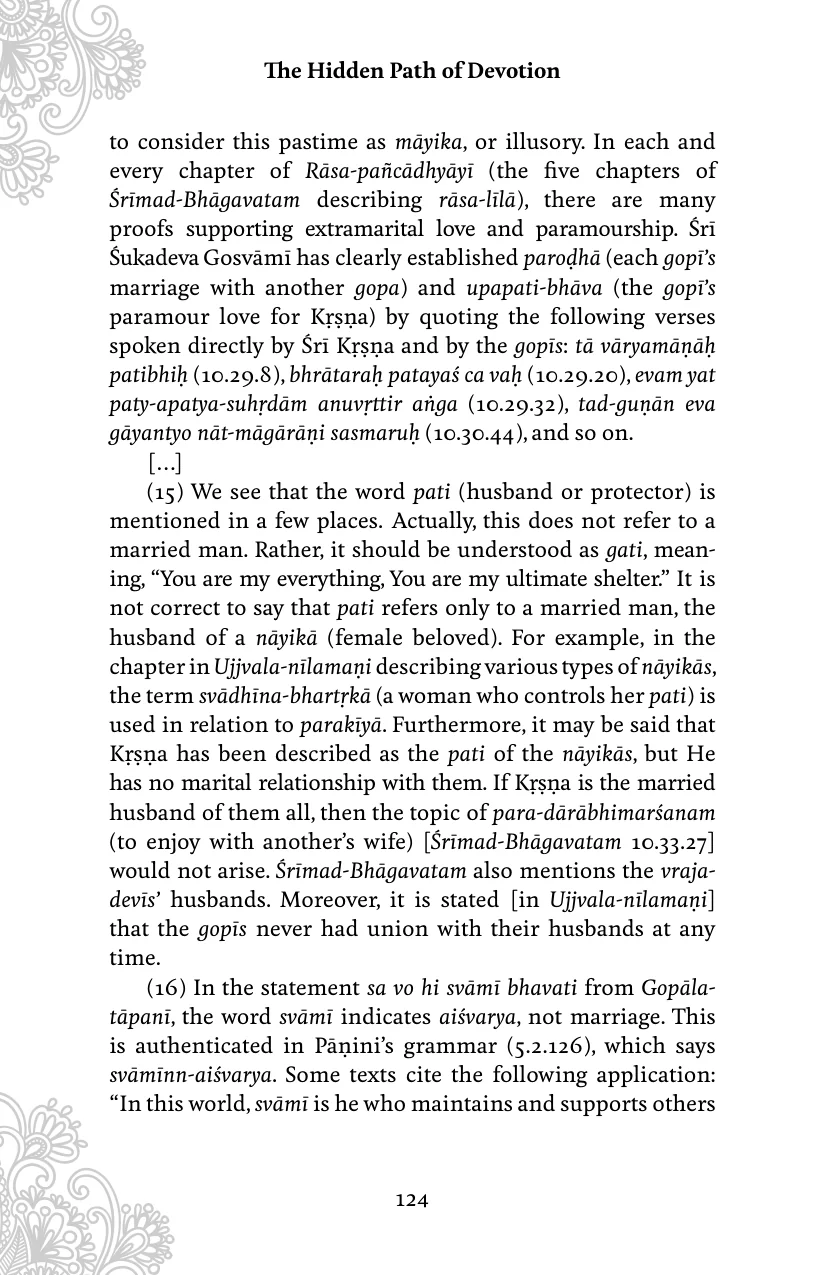 The Hidden Path of Devotion
to consider this pastime as māyika, or illusory. In each and
every chapter of Rāsa-pañcādhyāyī (the five chapters of
Śrīmad-Bhāgavatam describing rāsa-līlā), there are many
proofs supporting extramarital love and paramourship. Śrī
Śukadeva Gosvāmī has clearly established paroḍhā (each gopī’s
marriage with another gopa) and upapati-bhāva (the gopī’s
paramour love for Kṛṣṇa) by quoting the following verses
spoken directly by Śrī Kṛṣṇa and by the gopīs: tā vāryamāṇāḥ
patibhiḥ (10.29.8), bhrātaraḥ patayaś ca vaḥ (10.29.20), evam yat
paty-apatya-suhṛdām anuvṛttir aṅga (10.29.32), tad-guṇān eva
gāyantyo nāt-māgārāṇi sasmaruḥ (10.30.44), and so on.
[…]
(15) We see that the word pati (husband or protector) is
mentioned in a few places. Actually, this does not refer to a
married man. Rather, it should be understood as gati, mean-
ing, “You are my everything, You are my ultimate shelter.” It is
not correct to say that pati refers only to a married man, the
husband of a nāyikā (female beloved). For example, in the
chapter in Ujjvala-nīlamaṇi describing various types of nāyikās,
the term svādhīna-bhartṛkā (a woman who controls her pati) is
used in relation to parakīyā. Furthermore, it may be said that
Kṛṣṇa has been described as the pati of the nāyikās, but He
has no marital relationship with them. If Kṛṣṇa is the married
husband of them all, then the topic of para-dārābhimarśanam
(to enjoy with another’s wife) [Śrīmad-Bhāgavatam 10.33.27]
would not arise. Śrīmad-Bhāgavatam also mentions the vraja-
devīs’ husbands. Moreover, it is stated [in Ujjvala-nīlamaṇi]
that the gopīs never had union with their husbands at any
time.
(16) In the statement sa vo hi svāmī bhavati from Gopāla-
tāpanī, the word svāmī indicates aiśvarya, not marriage. This
is authenticated in Pāṇini’s grammar (5.2.126), which says
svāmīnn-aiśvarya. Some texts cite the following application:
“In this world, svāmī is he who maintains and supports others
124